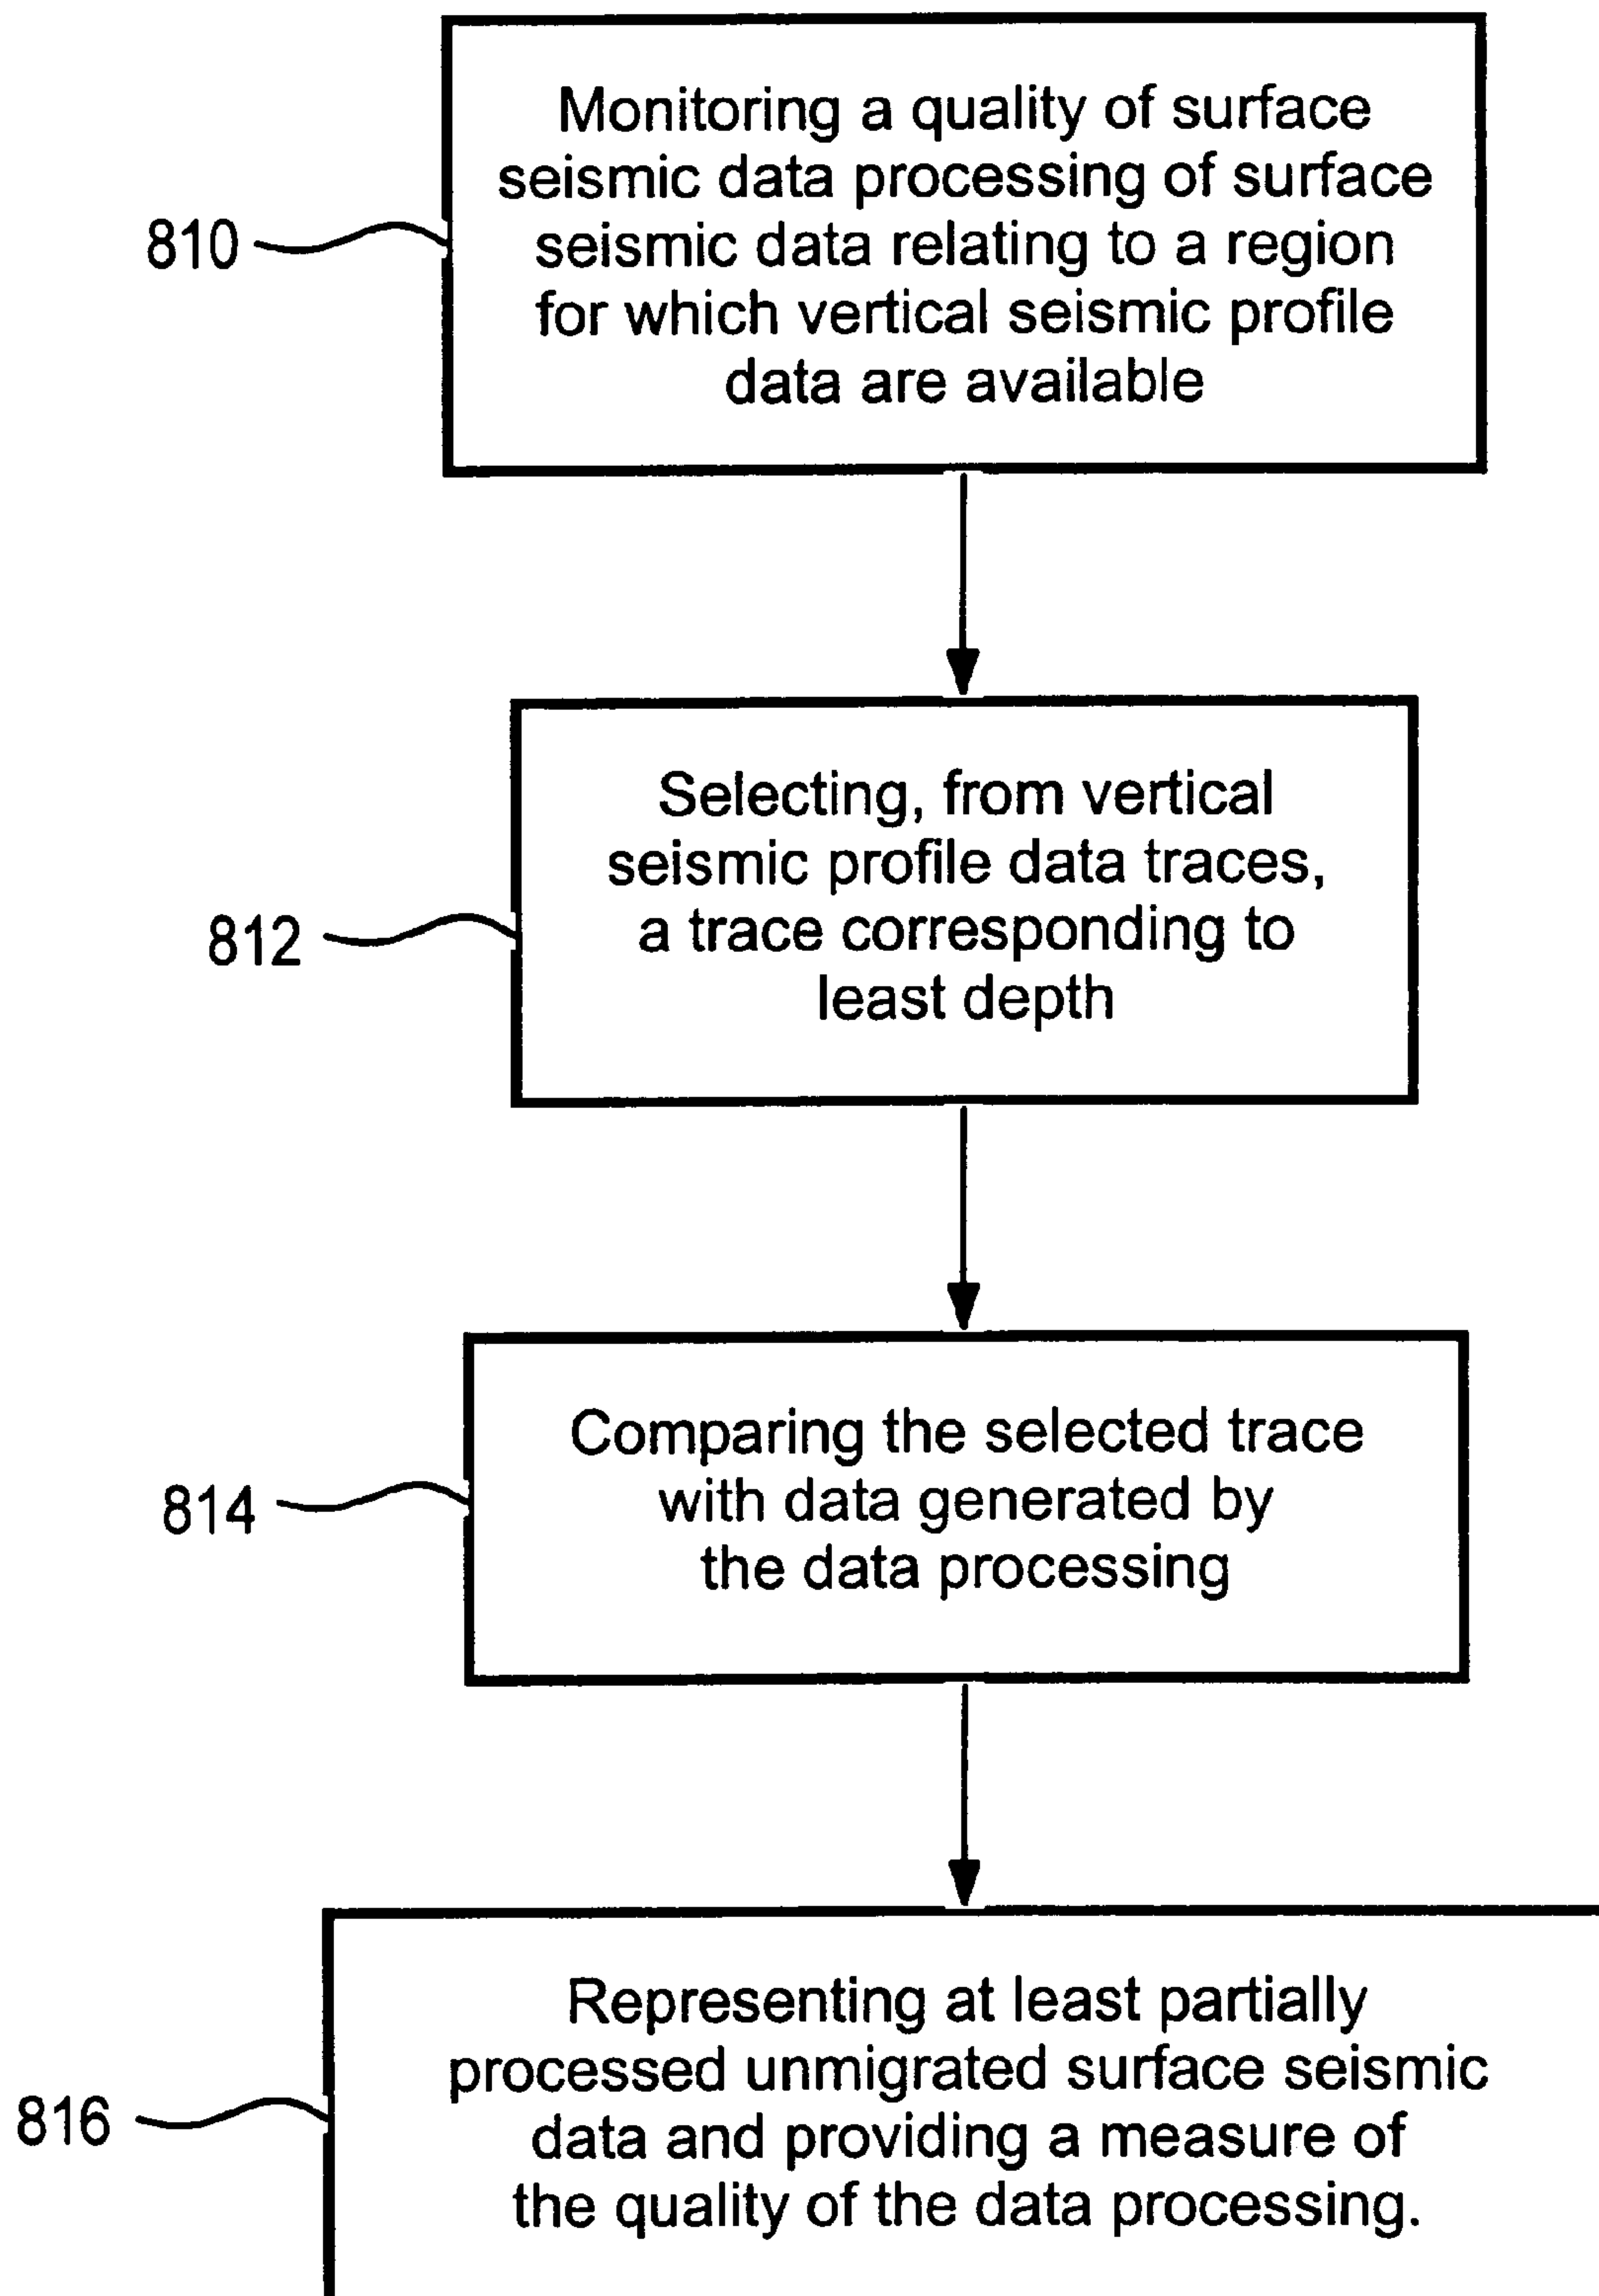 Monitoring a quality of surface
seismic data processing of surface
810
seismic data relating to a region
for which vertical seismic profile
data are available
Selecting, from vertical
seismic profile data traces,
812
a trace corresponding to
least depth
Comparing the selected trace
814
with data generated by
the data processing
Representing at least partially
processed unmigrated surface seismic
816
data and providing a measure of
the quality of the data processing.